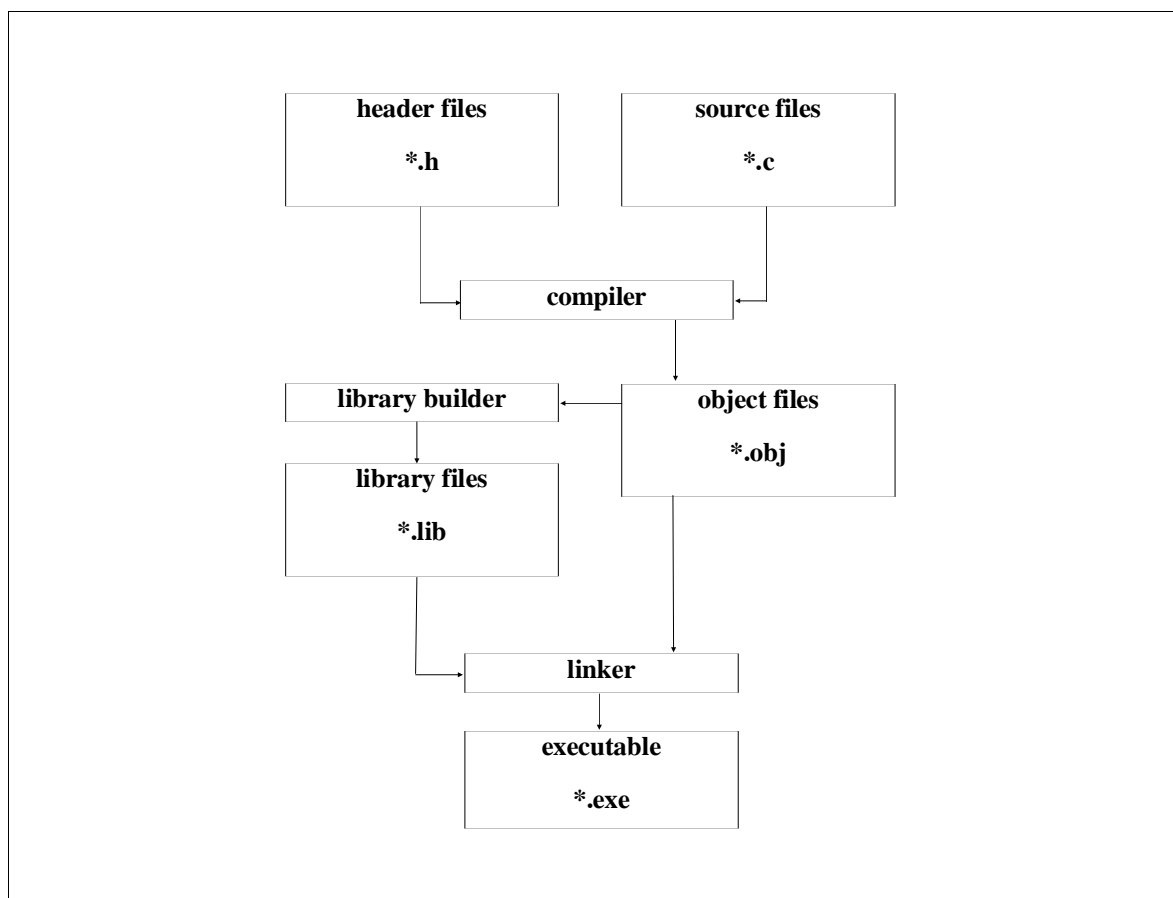 header files
*.h
source files
*.c
compiler
library builder
object files
*.obj
library files
*.lib
linker
executable
*.exe